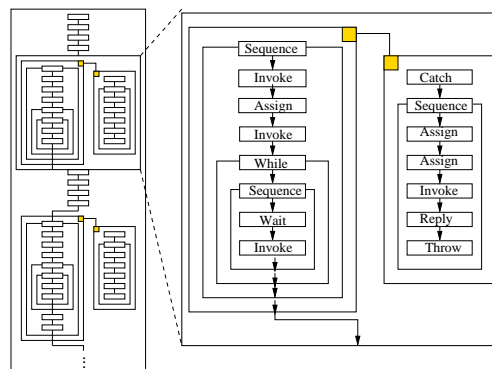 Sequence
Invoke
Assign
Invoke
While
Sequence
Wait
Invoke
Catch
Sequence
Assign
Assign
Invoke
Reply
Throw